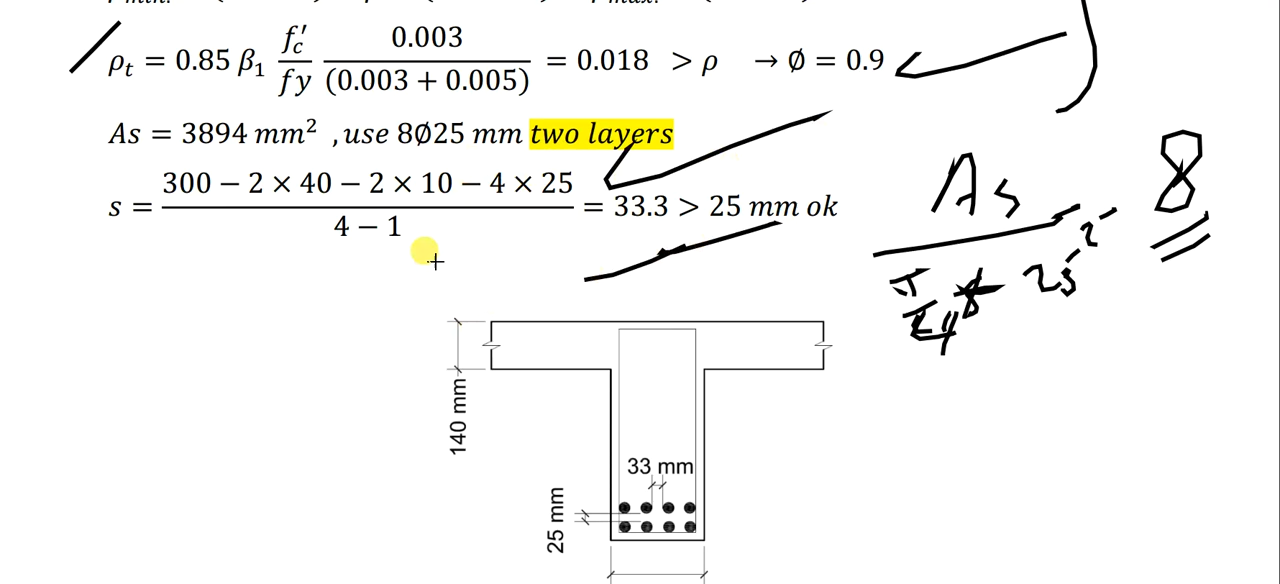 ρt = 0.85 β1 f'c/fy 0.003/(0.003 + 0.005) = 0.018 > ρ → Ø = 0.9
As = 3894 mm² , use 8Ø25 mm two layers
s = (300 − 2 × 40 − 2 × 10 − 4 × 25)/(4 − 1) = 33.3 > 25 mm ok
As
25²
8
140 mm
33 mm
25 mm